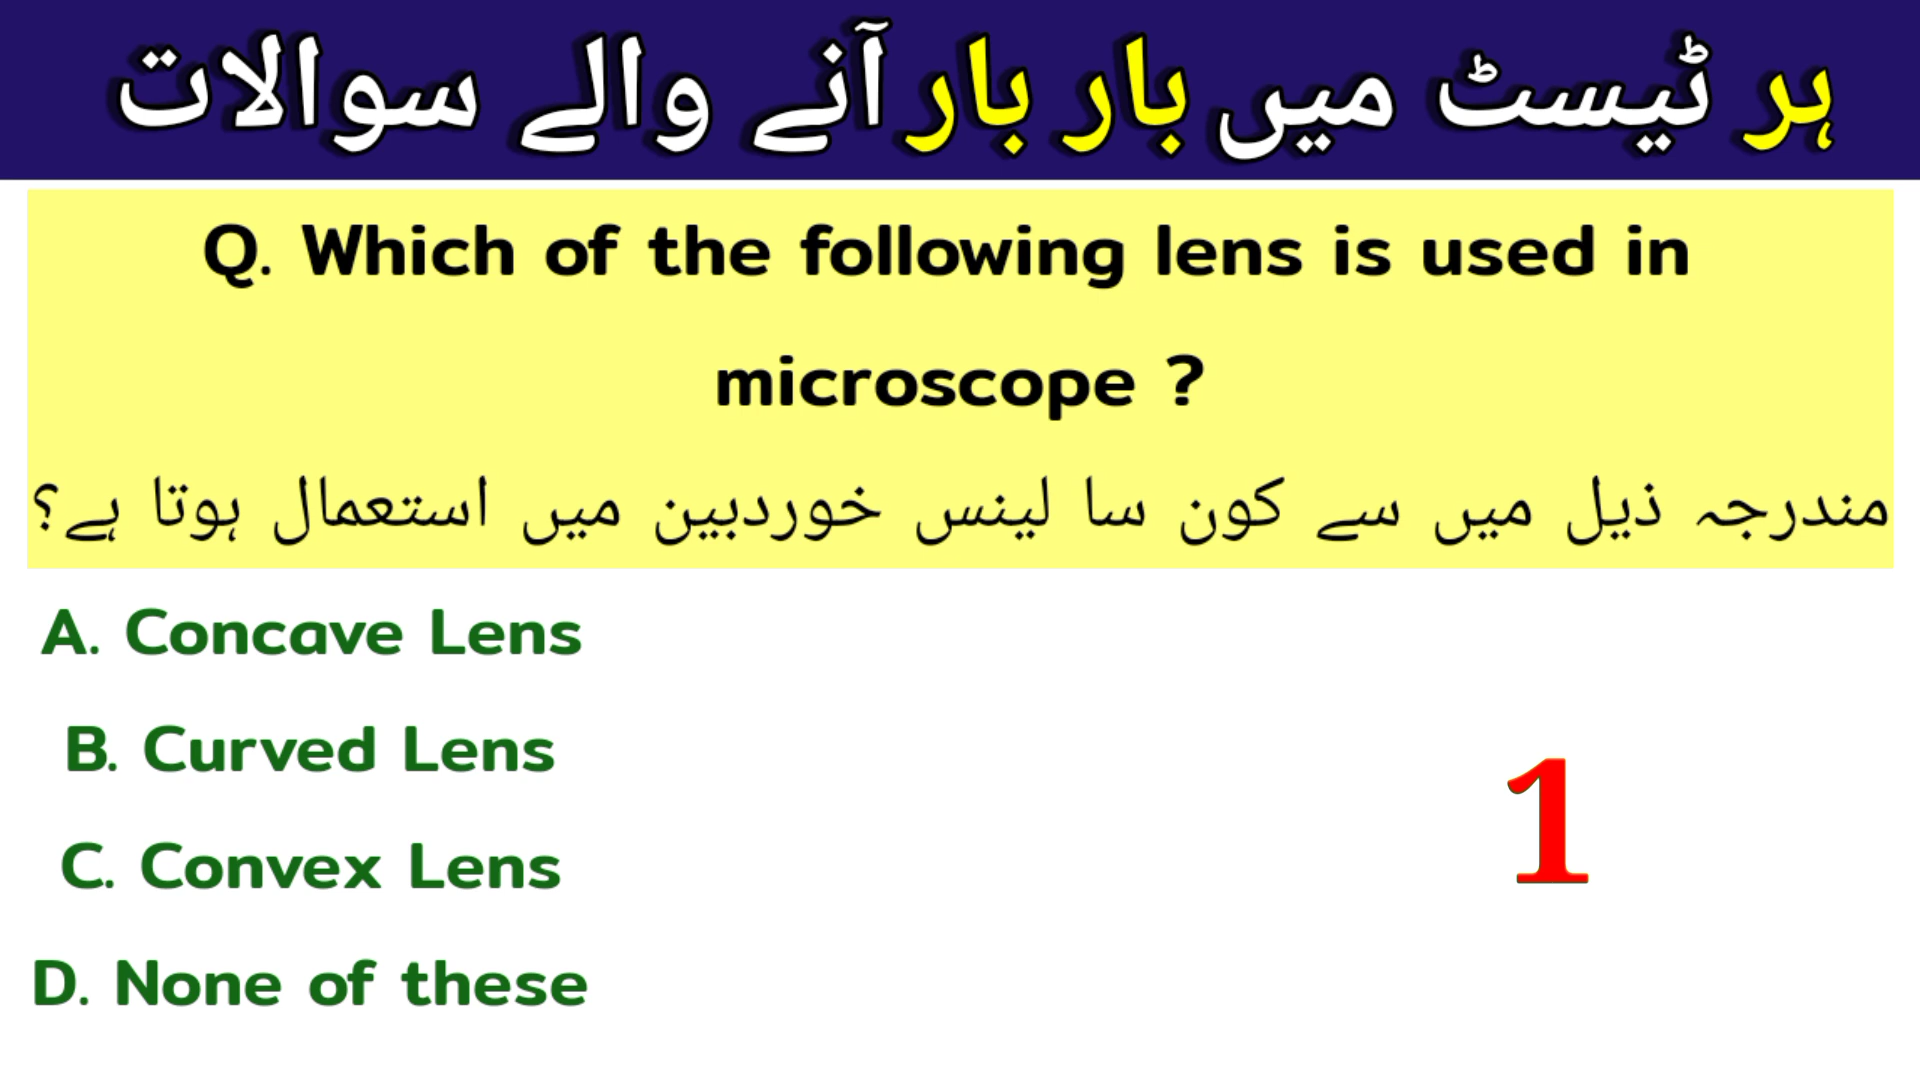 ہر ٹیسٹ میں بار بار آنے والے سوالات
Q. Which of the following lens is used in
microscope ?
مندرجہ ذیل میں سے کون سا لینس خوردبین میں استعمال ہوتا ہے؟
A. Concave Lens
B. Curved Lens
C. Convex Lens
D. None of these
1